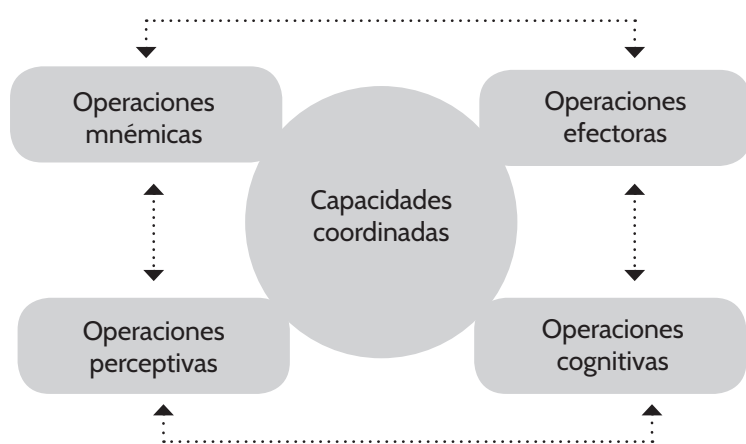 Operaciones
mnémicas
Operaciones
efectoras
Capacidades
coordinadas
Operaciones
perceptivas
Operaciones
cognitivas